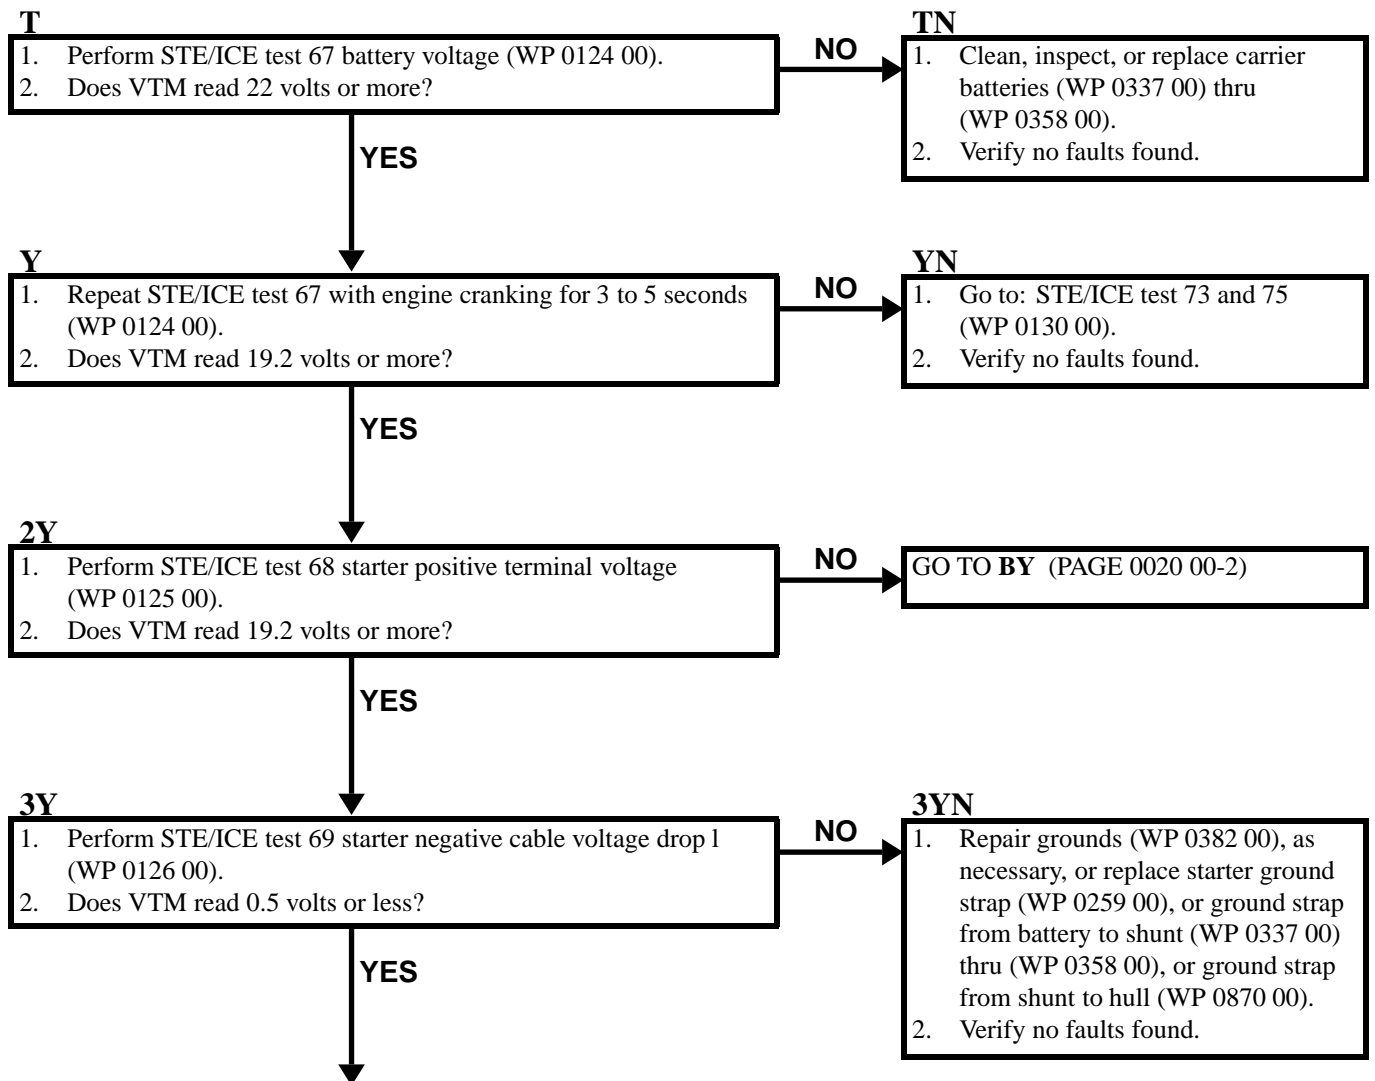 T
1. Perform STE/ICE test 67 battery voltage (WP 0124 00).
2. Does VTM read 22 volts or more?
NO
TN
1. Clean, inspect, or replace carrier
batteries (WP 0337 00) thru
(WP 0358 00).
2. Verify no faults found.
YES
Y
1. Repeat STE/ICE test 67 with engine cranking for 3 to 5 seconds
(WP 0124 00).
2. Does VTM read 19.2 volts or more?
NO
YN
1. Go to: STE/ICE test 73 and 75
(WP 0130 00).
2. Verify no faults found.
YES
2Y
1. Perform STE/ICE test 68 starter positive terminal voltage
(WP 0125 00).
2. Does VTM read 19.2 volts or more?
NO
GO TO BY (PAGE 0020 00-2)
YES
3Y
1. Perform STE/ICE test 69 starter negative cable voltage drop l
(WP 0126 00).
2. Does VTM read 0.5 volts or less?
NO
3YN
1. Repair grounds (WP 0382 00), as
necessary, or replace starter ground
strap (WP 0259 00), or ground strap
from battery to shunt (WP 0337 00)
thru (WP 0358 00), or ground strap
from shunt to hull (WP 0870 00).
2. Verify no faults found.
YES